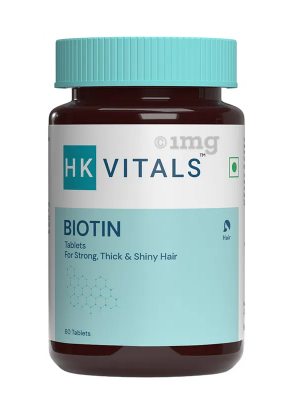 1mg
HK VITALS™
BIOTIN
Tablets
For Strong, Thick & Shiny Hair
Hair
60 Tablets